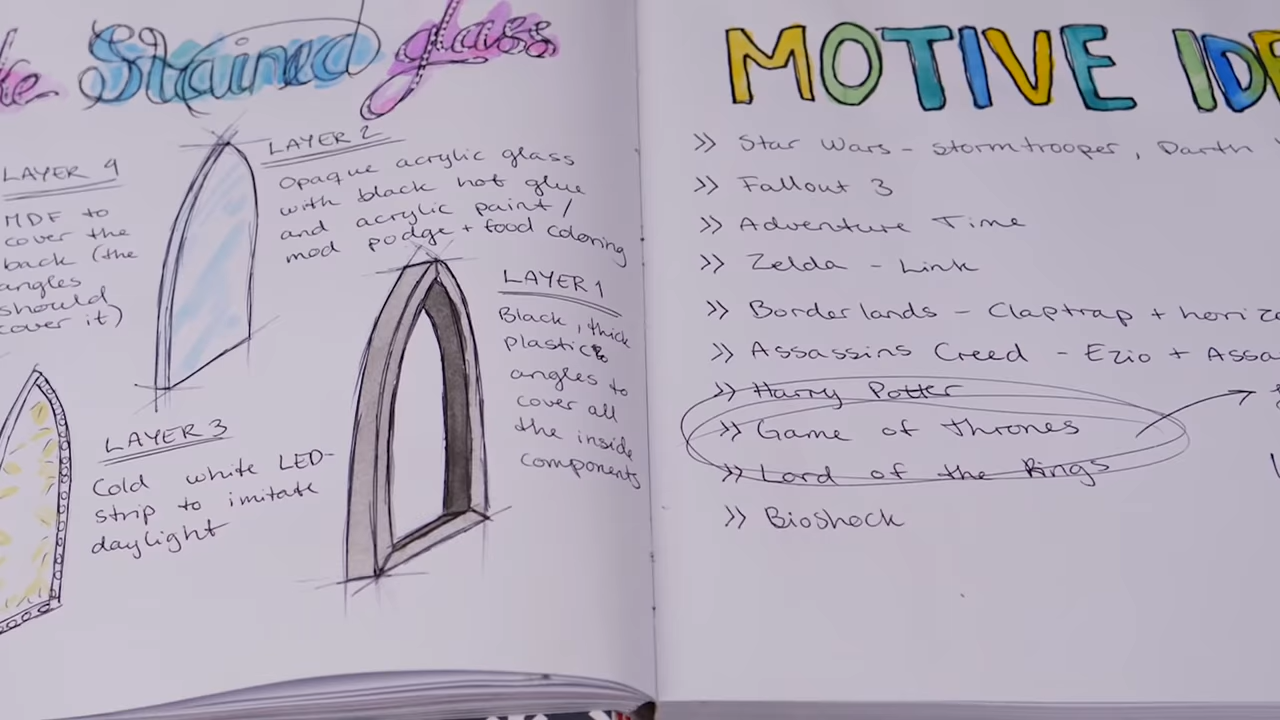 Stained glass
LAYER 4
MDF to
cover the
back (the
angles
should
cover it)
LAYER 2
Opaque acrylic glass
with black hot glue
and acrylic paint/
mod podge + food coloring
LAYER 1
Black, thick
plastic
angles to
cover all
the inside
components
LAYER 3
Cold white LED-
strip to imitate
daylight
MOTIVE
>> Star Wars - stormtrooper, Darth
>> Fallout 3
>> Adventure Time
>> Zelda - Link
>> Borderlands - Claptrap +
>> Assassins Creed - Ezio +
>> Harry Potter
>> Game of Thrones
>> Lord of the Rings
>> Bioshock